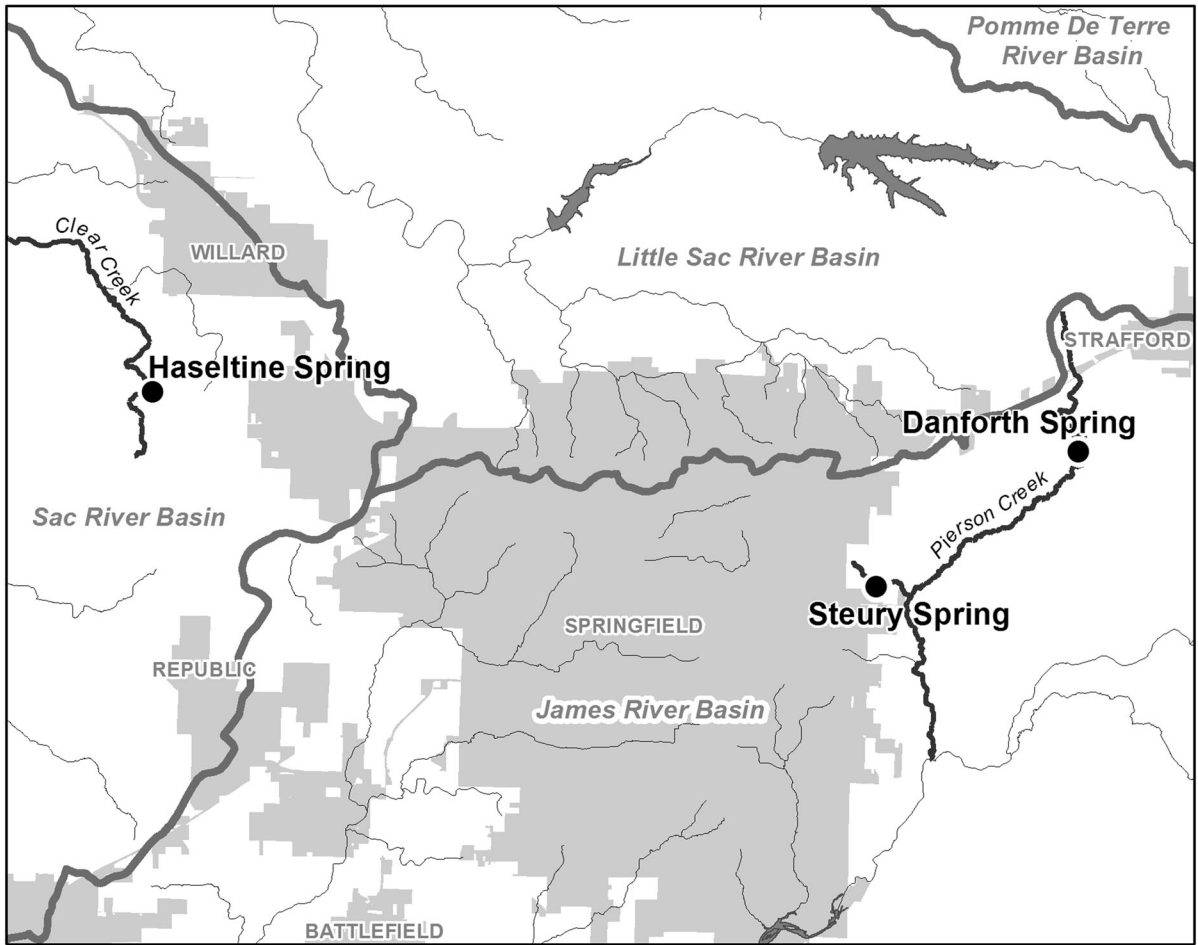 Pomme De Terre
River Basin
Clear Creek
WILLARD
Little Sac River Basin
STRAFFORD
Haseltine Spring
Danforth Spring
Sac River Basin
Pierson Creek
Steury Spring
SPRINGFIELD
REPUBLIC
James River Basin
BATTLEFIELD